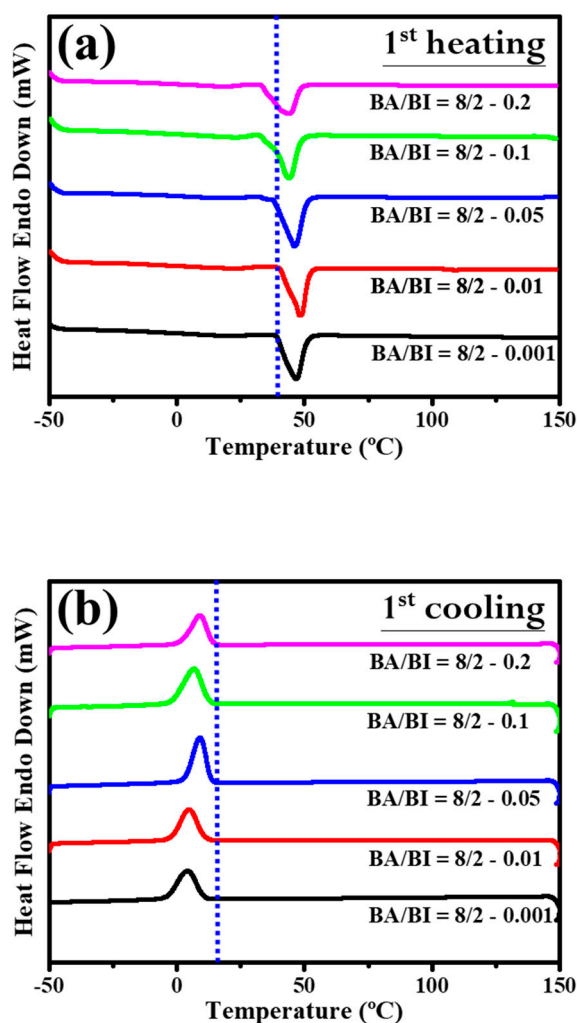 (a)
1st heating
BA/BI = 8/2 - 0.2
BA/BI = 8/2 - 0.1
BA/BI = 8/2 - 0.05
BA/BI = 8/2 - 0.01
BA/BI = 8/2 - 0.001
Heat Flow Endo Down (mW)
-50 0 50 100 150
Temperature (ºC)
(b)
1st cooling
BA/BI = 8/2 - 0.2
BA/BI = 8/2 - 0.1
BA/BI = 8/2 - 0.05
BA/BI = 8/2 - 0.01
BA/BI = 8/2 - 0.001
Heat Flow Endo Down (mW)
-50 0 50 100 150
Temperature (ºC)